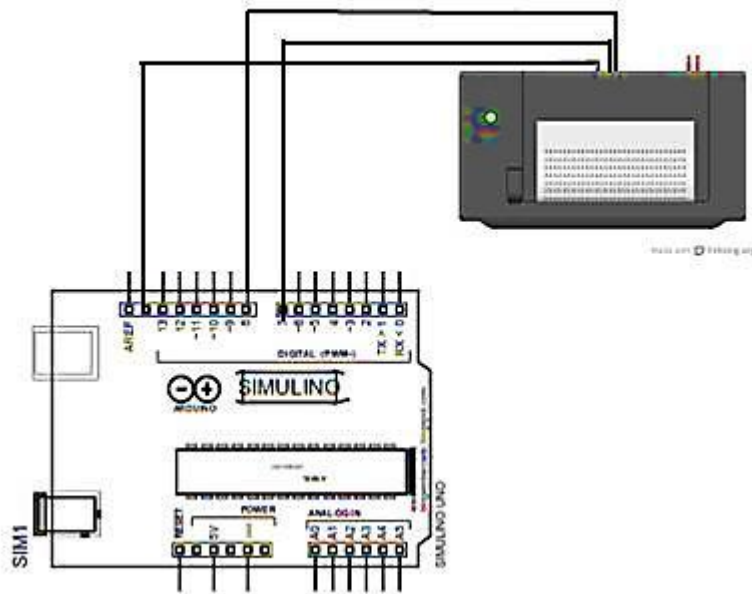 AREF
13
12
~11
~10
~9
8
~6
~5
4
~3
2
TX > 1
RX < 0
DIGITAL (PWM~)
SIMULINO
ARDUINO
POWER
ANALOG IN
RESET
5V
A0
A1
A2
A3
A4
A5
SIM1
SIMULINO UNO